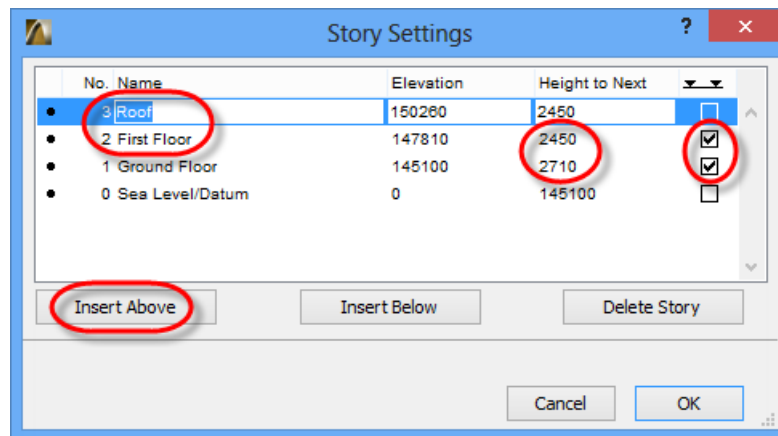 Story Settings ?
No. Name Elevation Height to Next
3 Roof 150260 2450
2 First Floor 147810 2450
1 Ground Floor 145100 2710
0 Sea Level/Datum 0 145100
Insert Above Insert Below Delete Story
Cancel OK